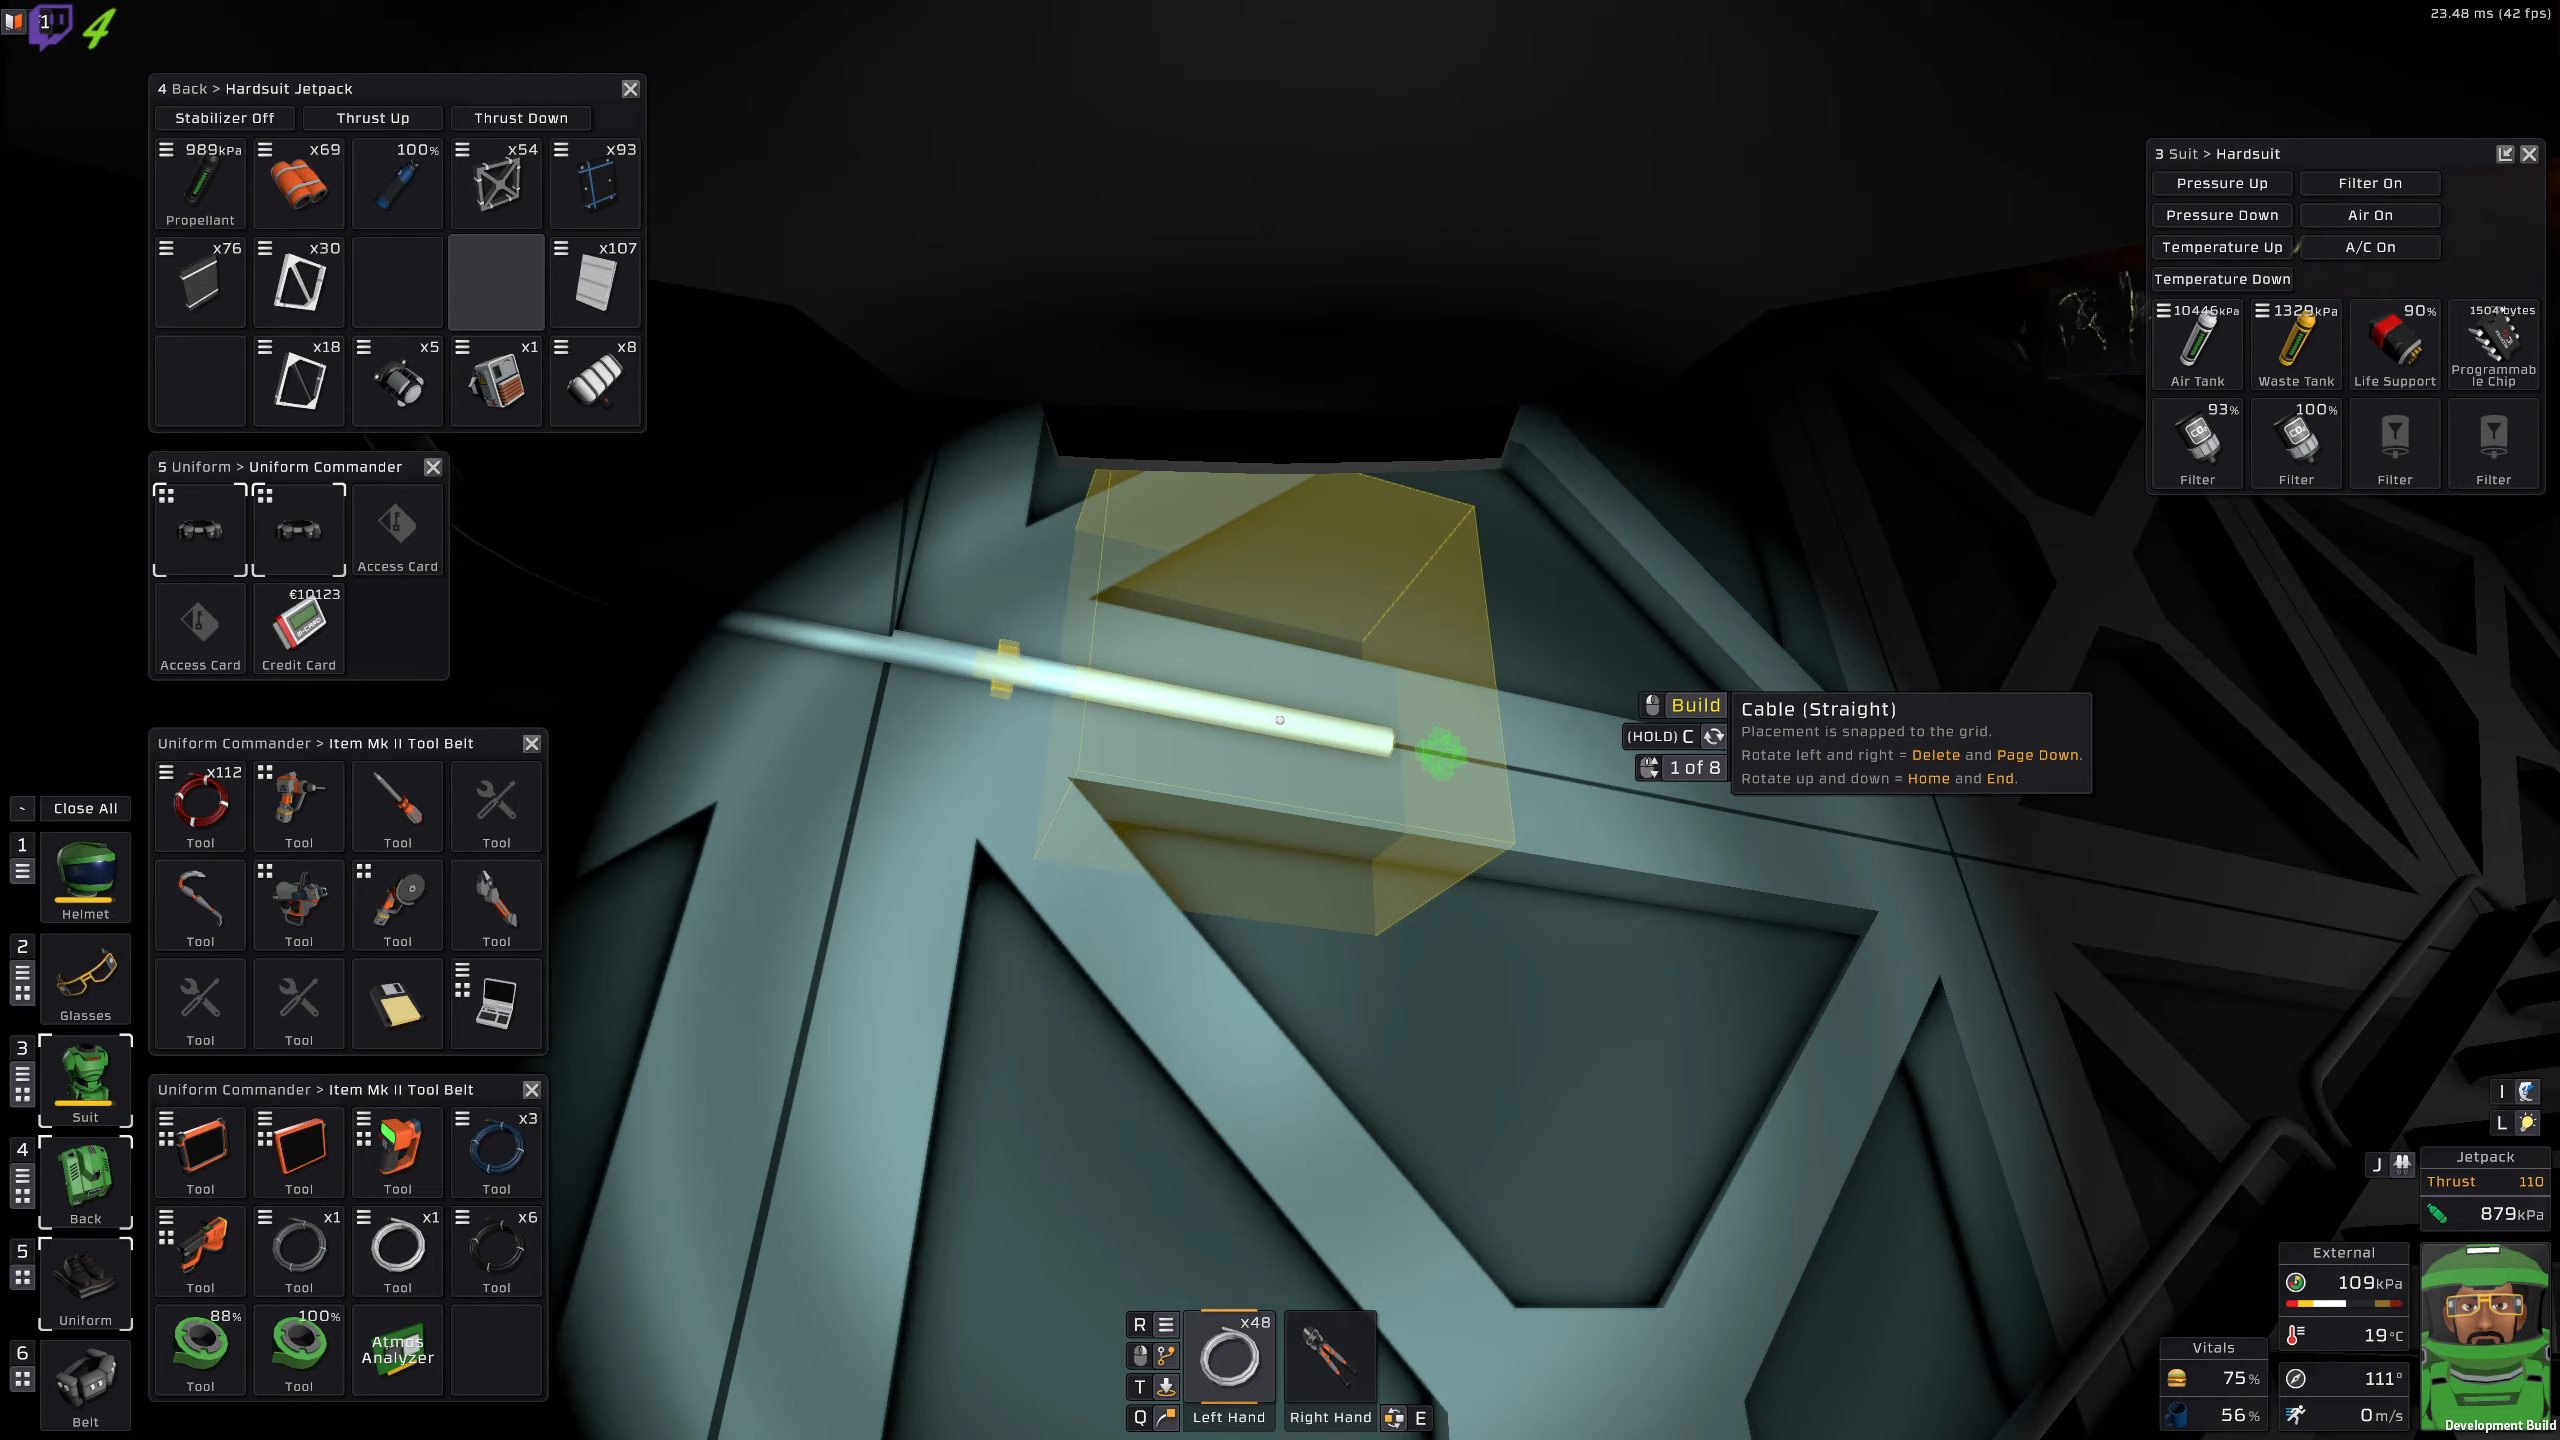 1
4
23.48 ms (42 fps)
4 Back > Hardsuit Jetpack
Stabilizer Off
Thrust Up
Thrust Down
989kPa
Propellant
x69
100%
x54
x93
x76
x30
x107
x18
x5
x1
x8
5 Uniform > Uniform Commander
Access Card
Access Card
€10123
Credit Card
Uniform Commander > Item Mk II Tool Belt
x112
Tool
Tool
Tool
Tool
Tool
Tool
Tool
Tool
Tool
Tool
Uniform Commander > Item Mk II Tool Belt
Tool
Tool
Tool
x3
Tool
Tool
x1
Tool
x1
Tool
x6
Tool
88%
Tool
100%
Tool
Atmos
Analyzer
Tool
~ Close All
1
Helmet
2
Glasses
3
Suit
4
Back
5
Uniform
6
Belt
3 Suit > Hardsuit
Pressure Up
Filter On
Pressure Down
Air On
Temperature Up
A/C On
Temperature Down
10446kPa
Air Tank
1329kPa
Waste Tank
90%
Life Support
1504 bytes
Programmab
le Chip
93%
Filter
100%
Filter
Filter
Filter
Build
(HOLD) C
1 of 8
Cable (Straight)
Placement is snapped to the grid.
Rotate left and right = Delete and Page Down.
Rotate up and down = Home and End.
R
T
Q
x48
Left Hand
Right Hand
E
I
L
J
Jetpack
Thrust 110
879kPa
External
109kPa
19°C
Vitals
75%
56%
111°
0m/s
Development Build